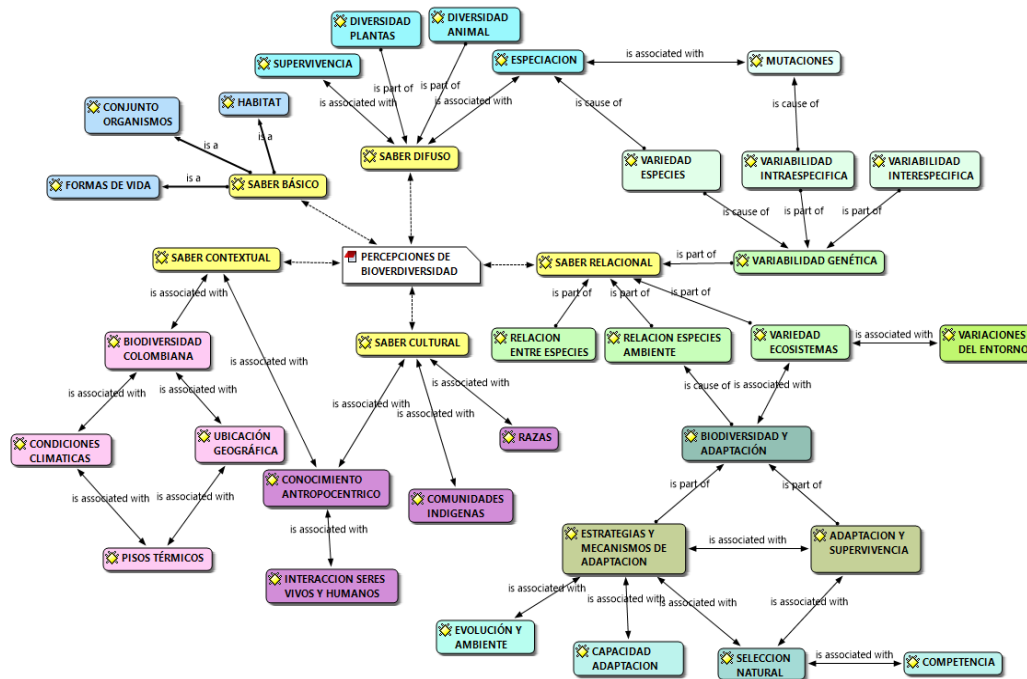 DIVERSIDAD
PLANTAS
DIVERSIDAD
ANIMAL
SUPERVIVENCIA
ESPECIACION
is associated with
MUTACIONES
is part of
is part of
is associated with
is associated with
CONJUNTO
ORGANISMOS
HABITAT
is cause of
is cause of
is a
is a
SABER DIFUSO
VARIEDAD
ESPECIES
VARIABILIDAD
INTRAESPECIFICA
VARIABILIDAD
INTERESPECIFICA
FORMAS DE VIDA
is a
SABER BÁSICO
is cause of
is part of
is part of
SABER CONTEXTUAL
PERCEPCIONES DE
BIOVERDIVERSIDAD
SABER RELACIONAL
is part of
VARIABILIDAD GENÉTICA
is associated with
is part of
is part of
is part of
BIODIVERSIDAD
COLOMBIANA
SABER CULTURAL
RELACION
ENTRE ESPECIES
RELACION ESPECIES
AMBIENTE
VARIEDAD
ECOSISTEMAS
is associated with
VARIACIONES
DEL ENTORNO
is associated with
is associated with
is associated with
is associated with
is associated with
is cause of
is associated with
CONDICIONES
CLIMATICAS
UBICACIÓN
GEOGRÁFICA
RAZAS
BIODIVERSIDAD Y
ADAPTACIÓN
CONOCIMIENTO
ANTROPOCENTRICO
COMUNIDADES
INDIGENAS
is associated with
is associated with
is part of
is part of
is associated with
PISOS TÉRMICOS
ESTRATEGIAS Y
MECANISMOS DE
ADAPTACION
is associated with
ADAPTACION Y
SUPERVIVENCIA
INTERACCION SERES
VIVOS Y HUMANOS
is associated with
is associated with
is associated with
is associated with
EVOLUCIÓN Y
AMBIENTE
CAPACIDAD
ADAPTACION
SELECCION
NATURAL
is associated with
COMPETENCIA